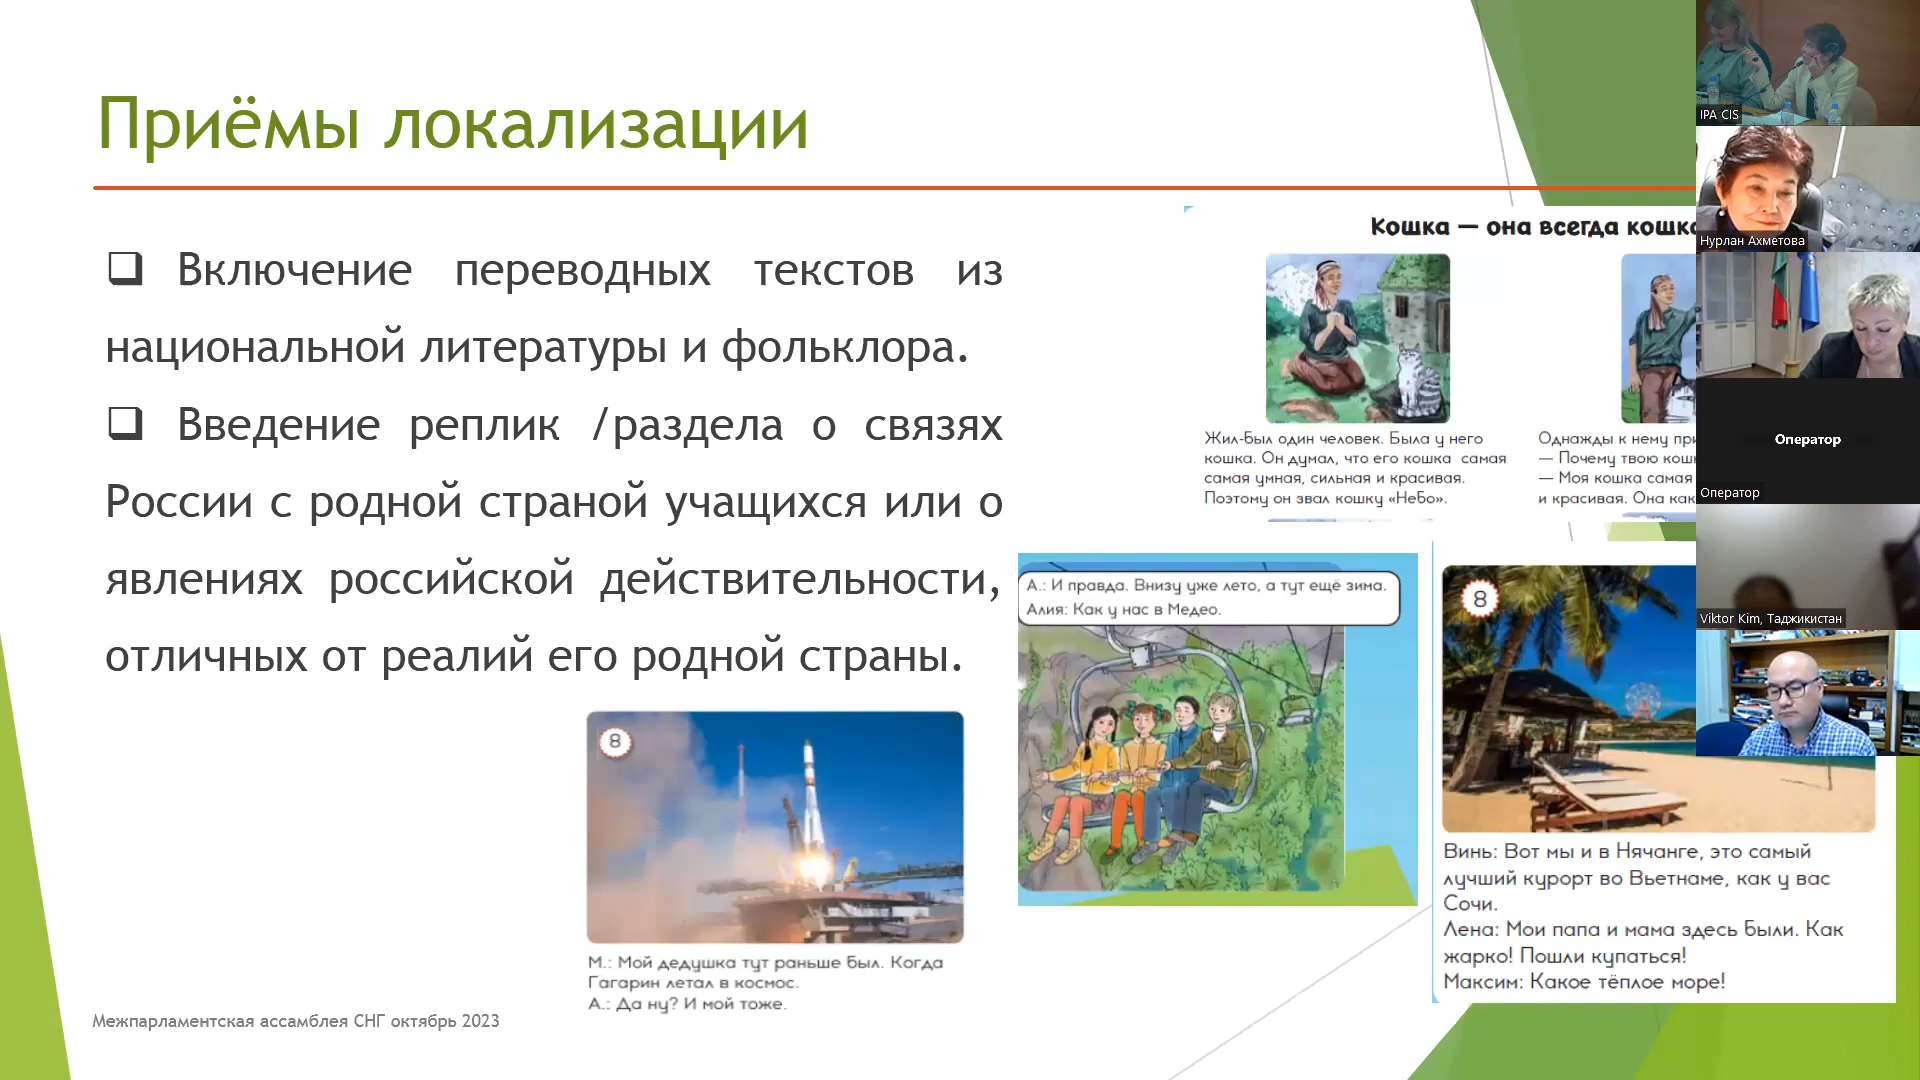 Приёмы локализации
❑ Включение переводных текстов из
национальной литературы и фольклора.
❑ Введение реплик /раздела о связях
России с родной страной учащихся или о
явлениях российской действительности,
отличных от реалий его родной страны.
Кошка — она всегда кошка
Жил-был один человек. Была у него
кошка. Он думал, что его кошка самая
самая умная, сильная и красивая.
Поэтому он звал кошку «Небо».
Однажды к нему
— Почему твою
— Моя кошка самая
и красивая. Она как
А.: И правда. Внизу уже лето, а тут ещё зима.
Алия: Как у нас в Медео.
8
Винь: Вот мы и в Нячанге, это самый
лучший курорт во Вьетнаме, как у вас
Сочи.
Лена: Мои папа и мама здесь были. Как
жарко! Пошли купаться!
Максим: Какое тёплое море!
8
М.: Мой дедушка тут раньше был. Когда
Гагарин летал в космос.
А.: Да ну? И мой тоже.
Межпарламентская ассамблея СНГ октябрь 2023
IPA CIS
Нурлан Ахметова
Оператор
Оператор
Viktor Kim, Таджикистан